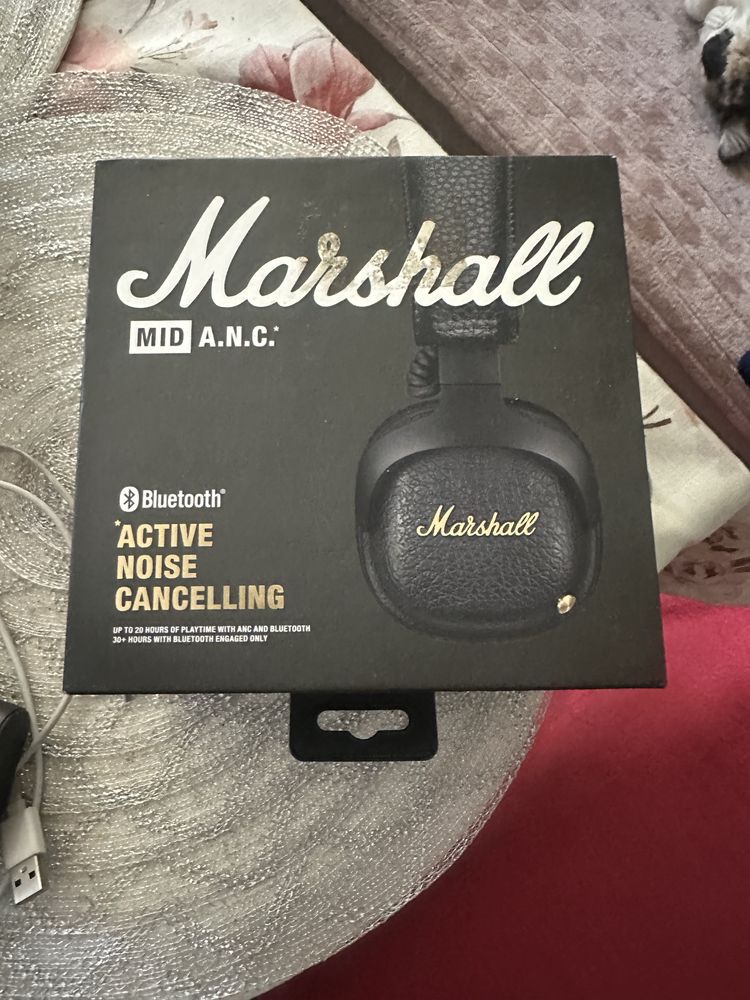 Marshall
MID A.N.C.*
Bluetooth®
*ACTIVE
NOISE
CANCELLING
UP TO 20 HOURS OF PLAYTIME WITH ANC AND BLUETOOTH
30+ HOURS WITH BLUETOOTH ENGAGED ONLY
Marshall